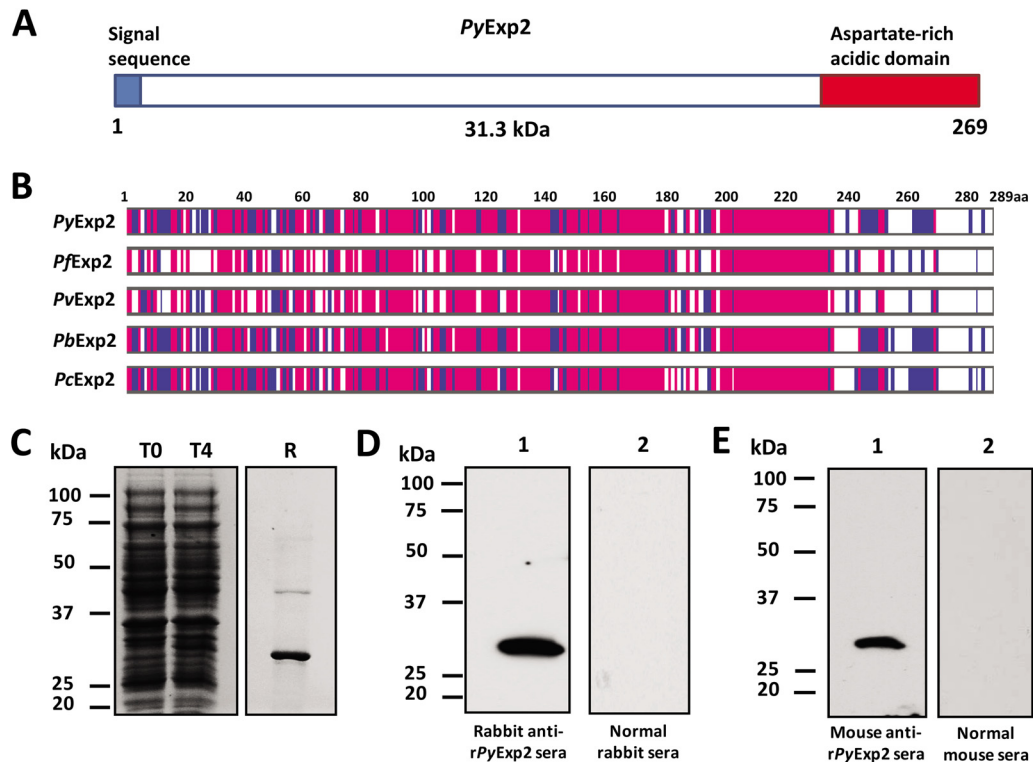 A
PyExp2
Signal
sequence
Aspartate-rich
acidic domain
1
31.3 kDa
269
B
1 20 40 60 80 100 120 140 160 180 200 220 240 260 280 289aa
PyExp2
PfExp2
PvExp2
PbExp2
PcExp2
C
kDa
T0 T4 R
100
75
50
37
25
20
D
kDa
1 2
100
75
50
37
25
20
Rabbit anti-
rPyExp2 sera
Normal
rabbit sera
E
kDa
1 2
100
75
50
37
25
20
Mouse anti-
rPyExp2 sera
Normal
mouse sera